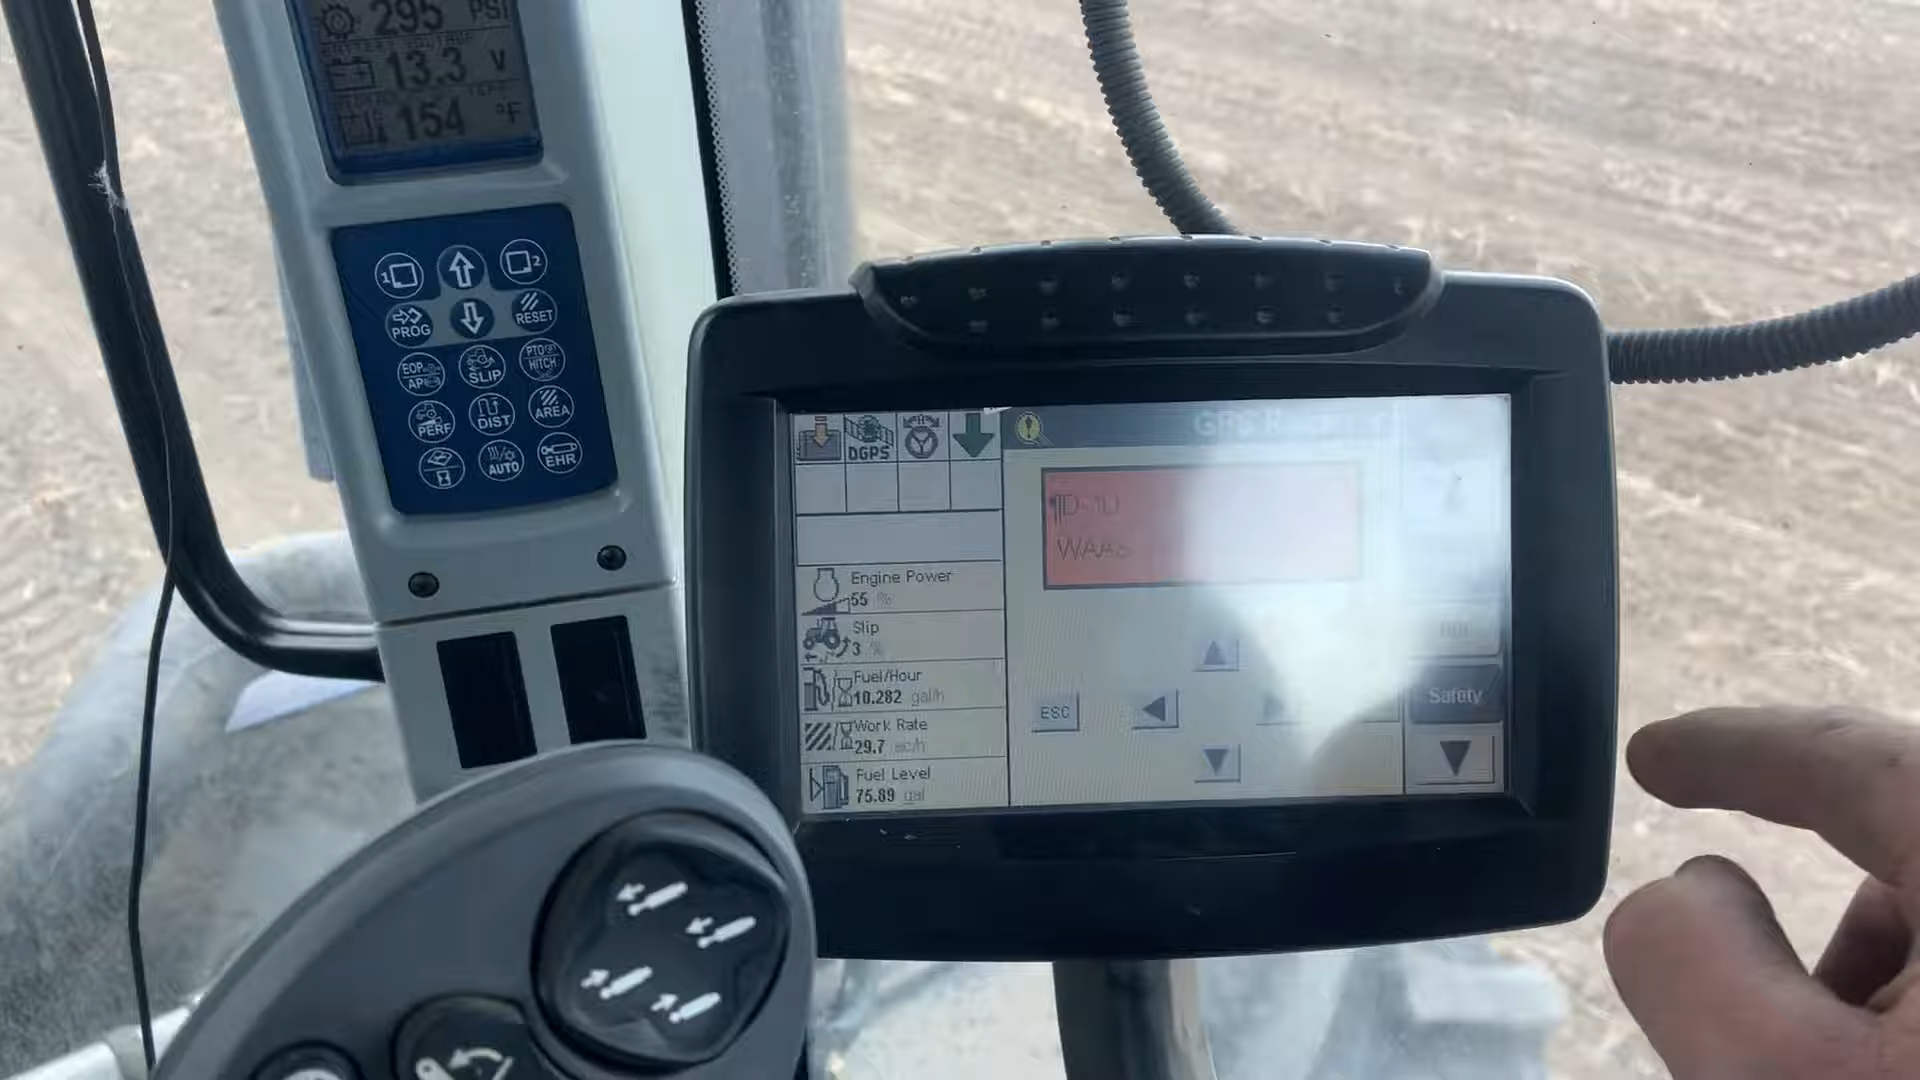 295 PSI
13.3 V
154 °F
1 2
PROG RESET
EOP SLIP PTO
AP HITCH
PERF DIST AREA
AUTO EHR
DGPS
GPS
WAAS
Engine Power
55 %
Slip
3 %
Fuel/Hour
10.282 gal/h
Work Rate
29.7 ac/h
Fuel Level
75.89 gal
ESC
Safety